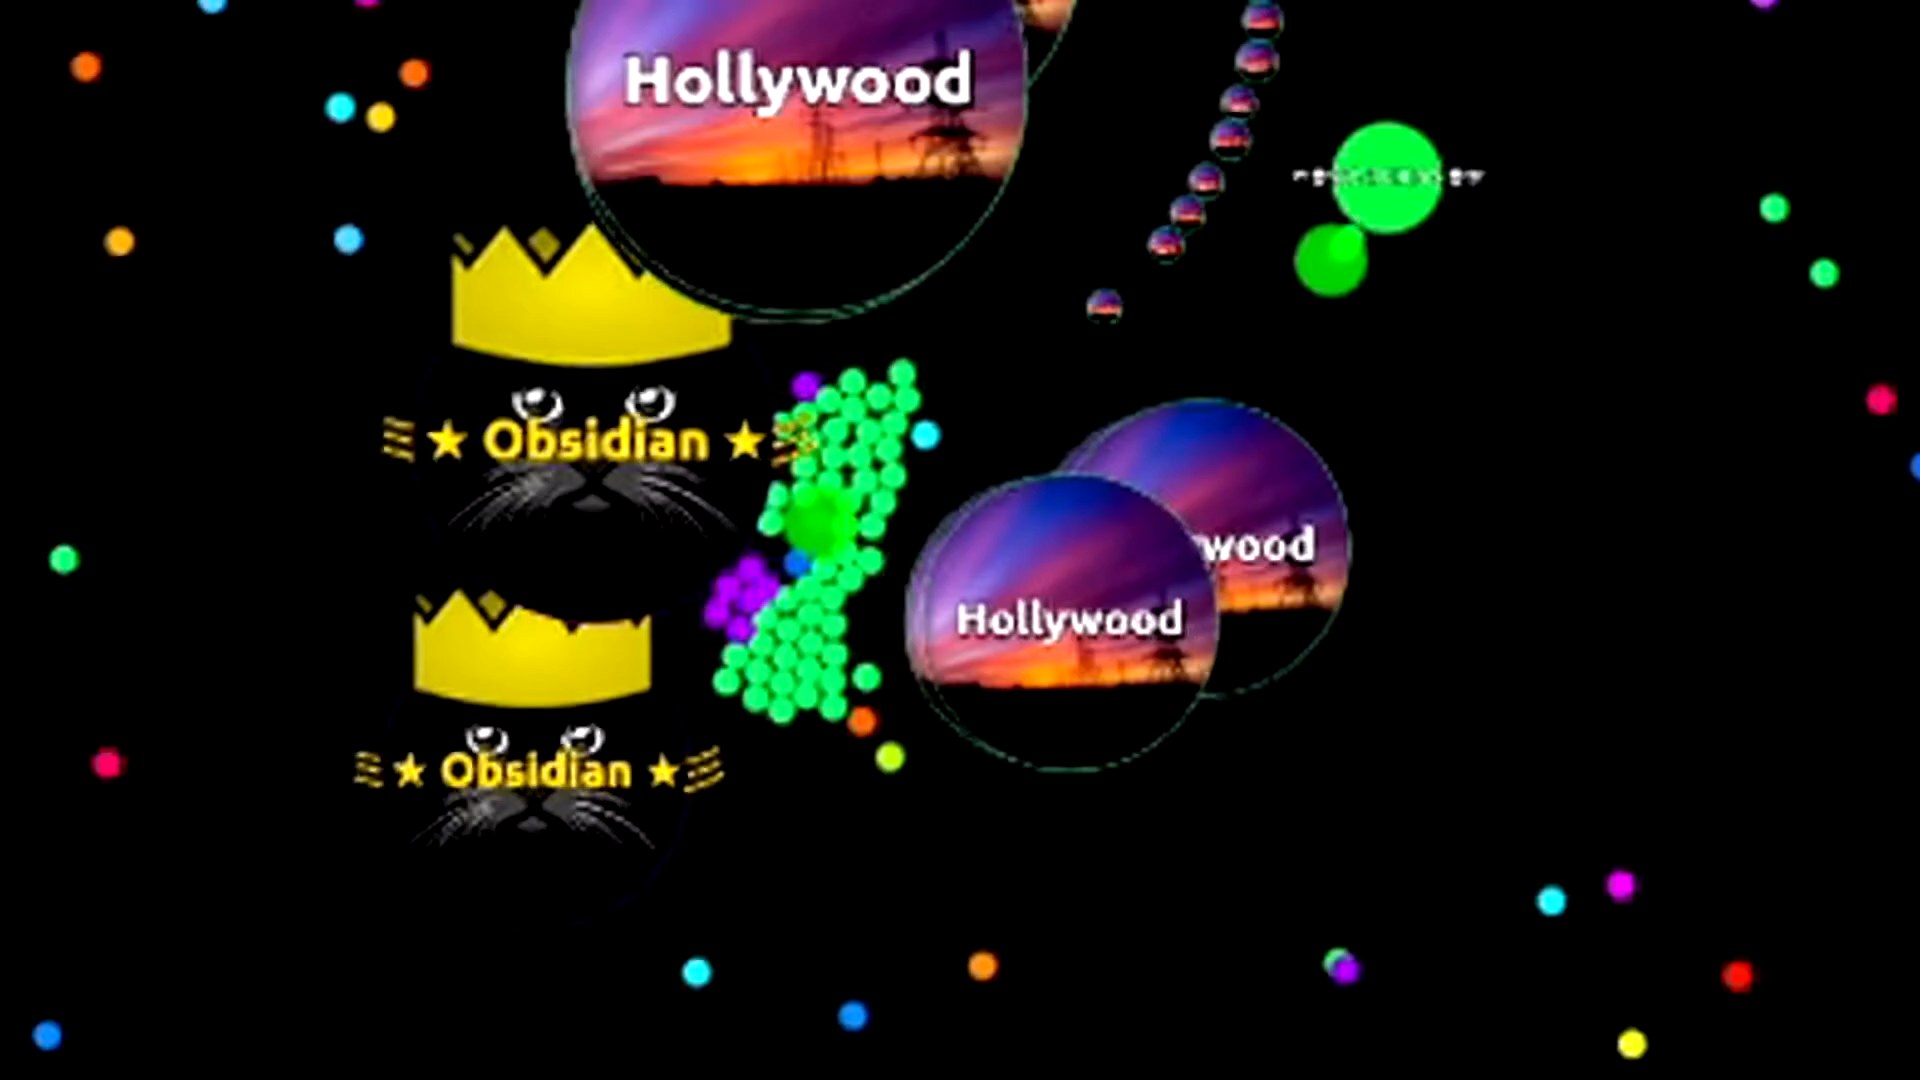 Hollywood
☰ ★ Obsidian ★ ☰
wood
Hollywood
☰ ★ Obsidian ★ ☰